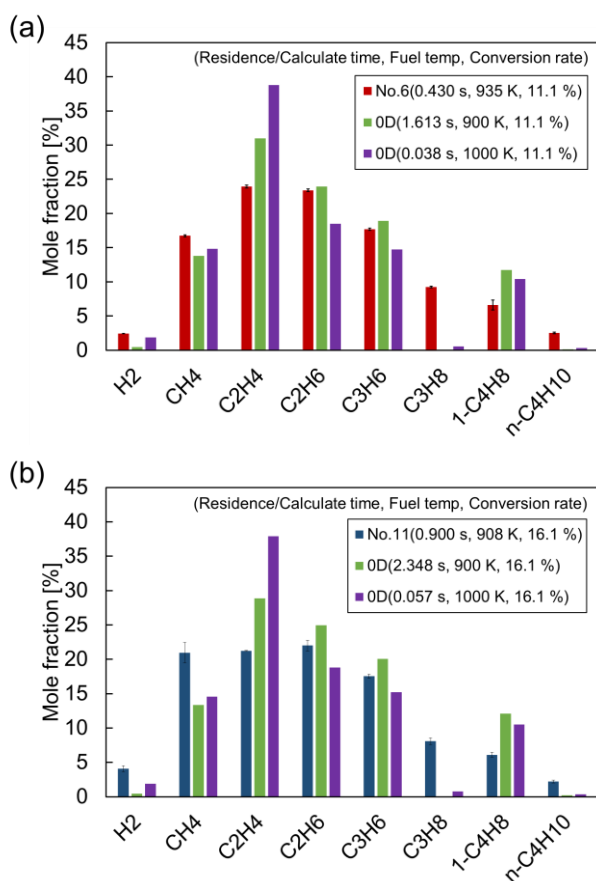 (a)
(Residence/Calculate time, Fuel temp, Conversion rate)
No.6(0.430 s, 935 K, 11.1 %)
0D(1.613 s, 900 K, 11.1 %)
0D(0.038 s, 1000 K, 11.1 %)
Mole fraction [%]
45
40
35
30
25
20
15
10
5
0
H2
CH4
C2H4
C2H6
C3H6
C3H8
1-C4H8
n-C4H10
(b)
(Residence/Calculate time, Fuel temp, Conversion rate)
No.11(0.900 s, 908 K, 16.1 %)
0D(2.348 s, 900 K, 16.1 %)
0D(0.057 s, 1000 K, 16.1 %)
Mole fraction [%]
45
40
35
30
25
20
15
10
5
0
H2
CH4
C2H4
C2H6
C3H6
C3H8
1-C4H8
n-C4H10